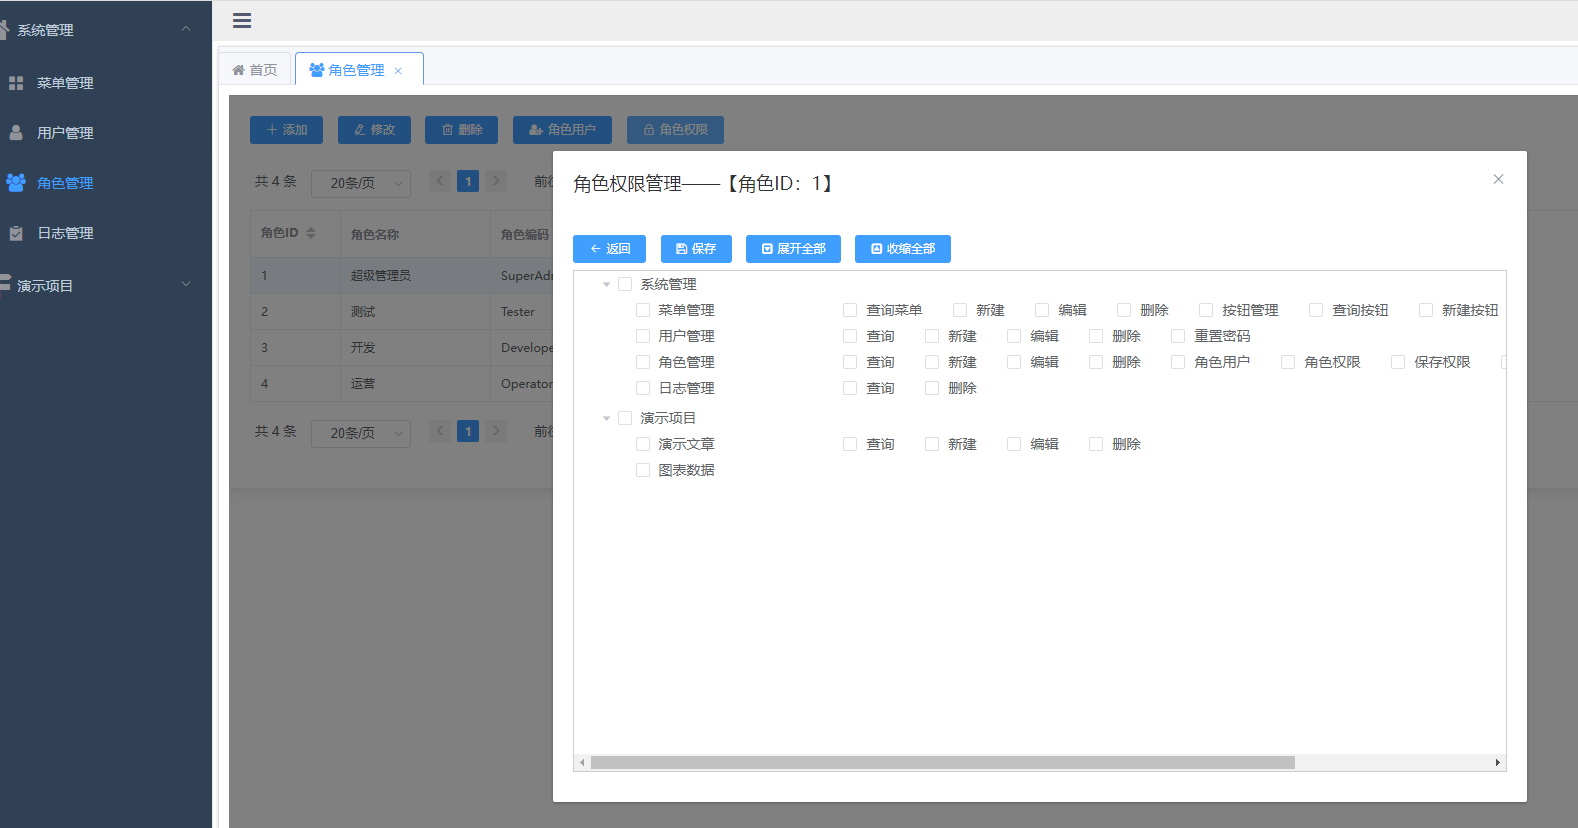 系统管理
菜单管理
用户管理
角色管理
日志管理
演示项目
首页 角色管理
添加 修改 删除 角色用户 角色权限
共 4 条 20条/页 1
角色ID 角色名称 角色编码
1 超级管理员
2 测试 Tester
3 开发
4 运营 Operator
共 4 条 20条/页 1
角色权限管理——【角色ID：1】
返回 保存 展开全部 收缩全部
系统管理
菜单管理 查询菜单 新建 编辑 删除 按钮管理 查询按钮 新建按钮
用户管理 查询 新建 编辑 删除 重置密码
角色管理 查询 新建 编辑 删除 角色用户 角色权限 保存权限
日志管理 查询 删除
演示项目
演示文章 查询 新建 编辑 删除
图表数据